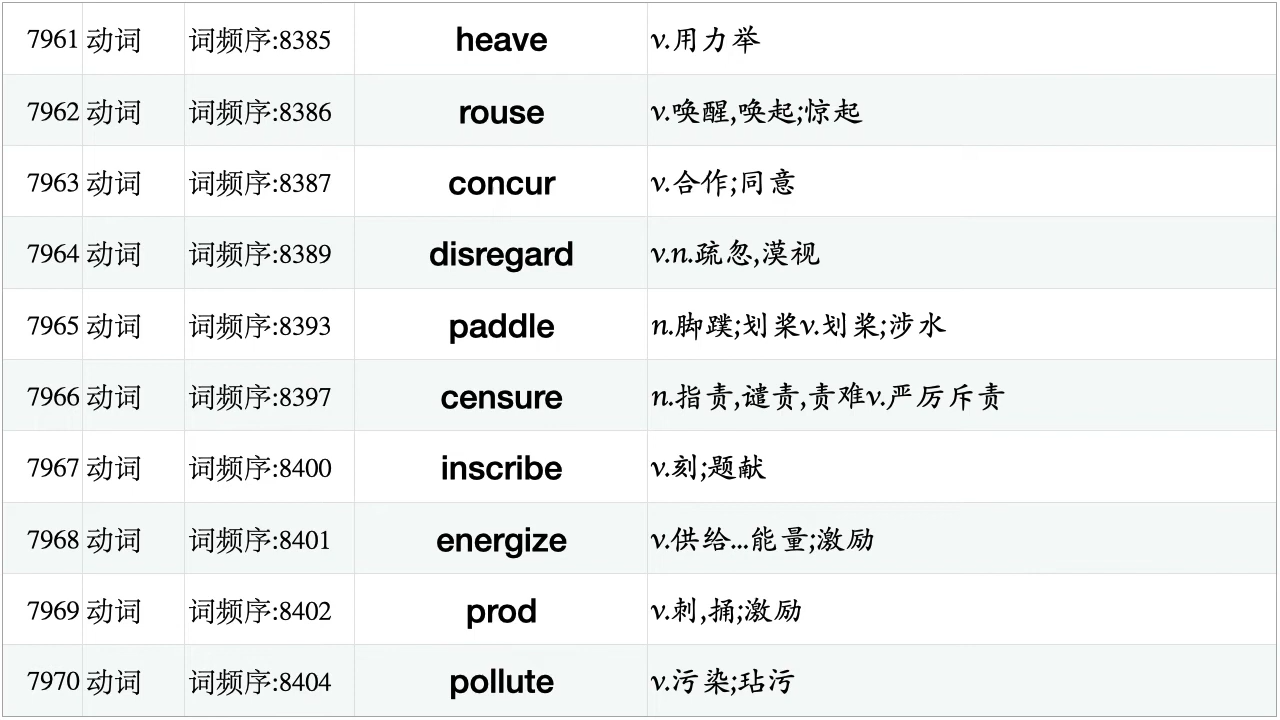 7961 动词 词频序:8385 heave v.用力举
7962 动词 词频序:8386 rouse v.唤醒,唤起;惊起
7963 动词 词频序:8387 concur v.合作;同意
7964 动词 词频序:8389 disregard v.n.疏忽,漠视
7965 动词 词频序:8393 paddle n.脚蹼;划桨v.划桨;涉水
7966 动词 词频序:8397 censure n.指责,谴责,责难v.严厉斥责
7967 动词 词频序:8400 inscribe v.刻;题献
7968 动词 词频序:8401 energize v.供给...能量;激励
7969 动词 词频序:8402 prod v.刺,捅;激励
7970 动词 词频序:8404 pollute v.污染;玷污